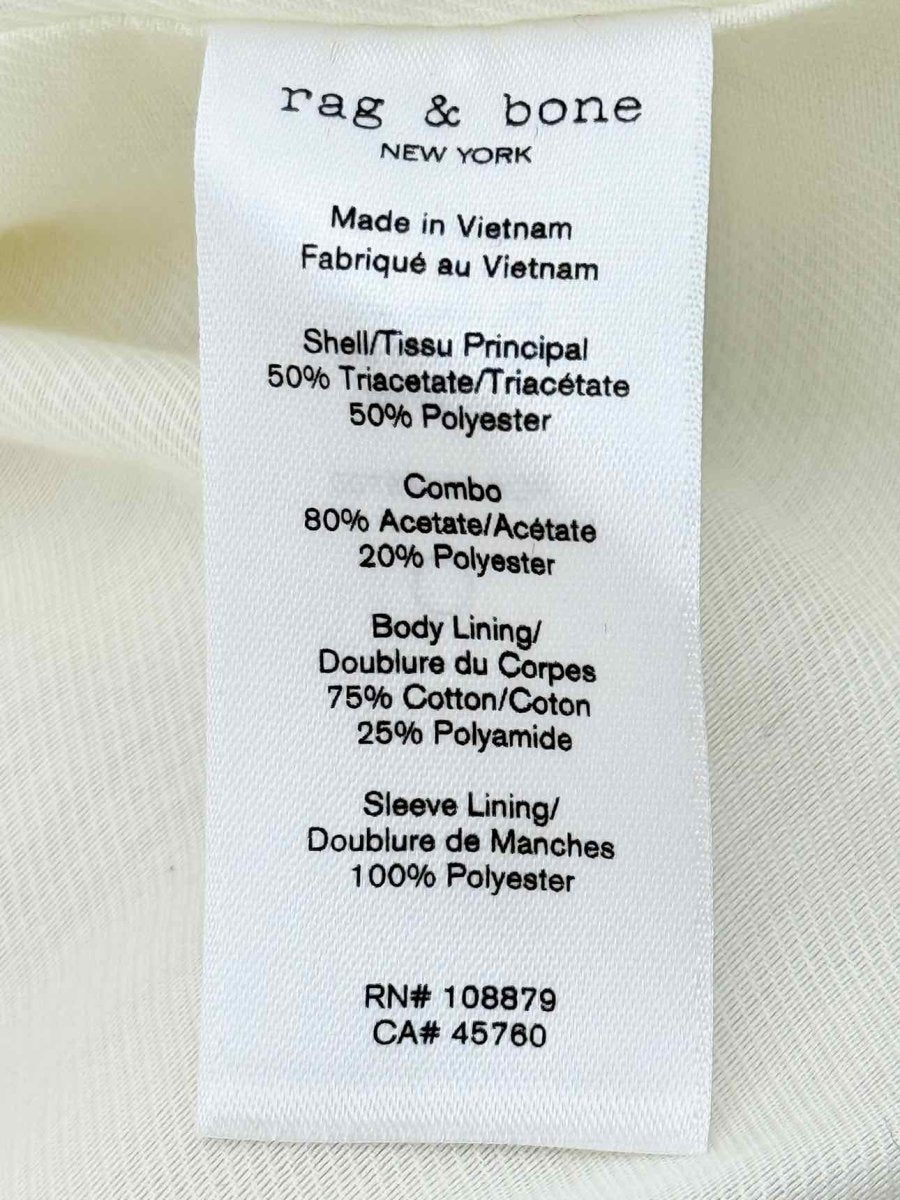 rag & bone
NEW YORK
Made in Vietnam
Fabriqué au Vietnam
Shell/Tissu Principal
50% Triacetate/Triacétate
50% Polyester
Combo
80% Acetate/Acétate
20% Polyester
Body Lining/
Doublure du Corpes
75% Cotton/Coton
25% Polyamide
Sleeve Lining/
Doublure de Manches
100% Polyester
RN# 108879
CA# 45760